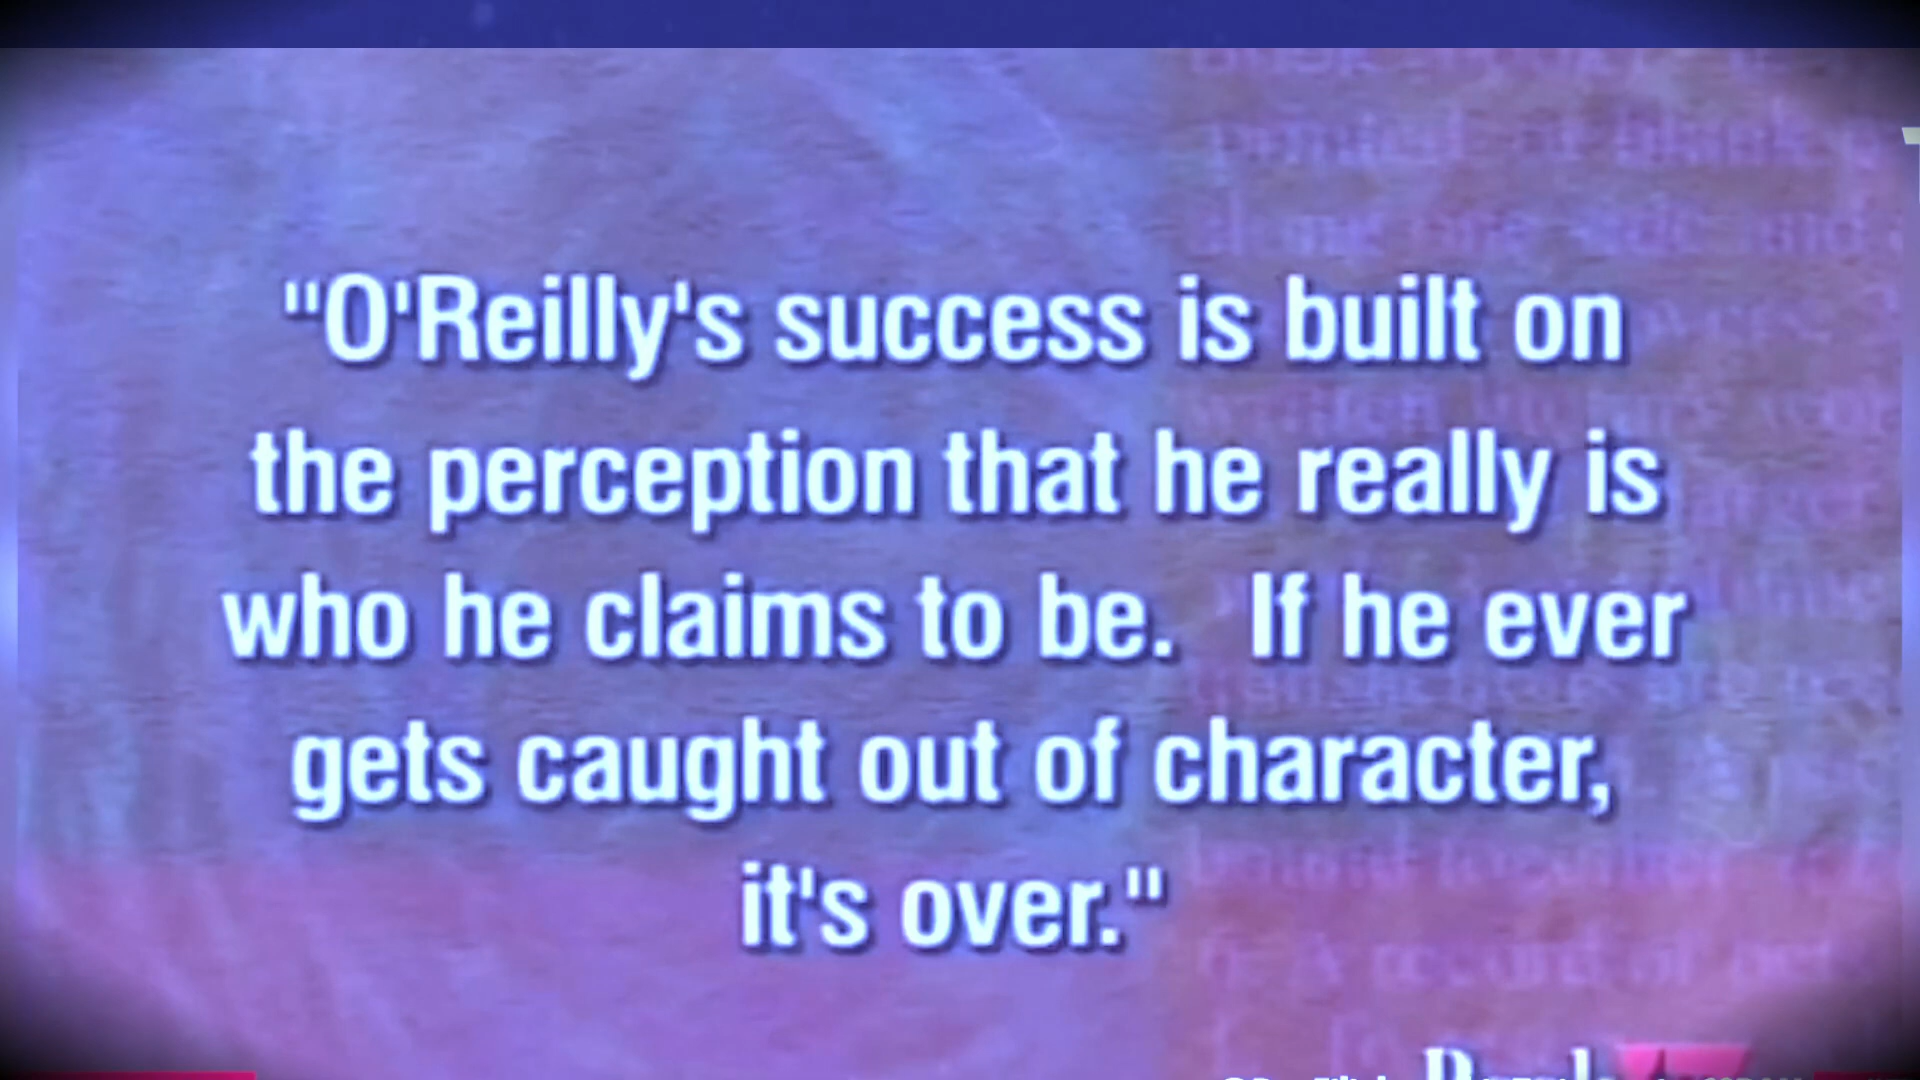 "O'Reilly's success is built on
the perception that he really is
who he claims to be.  If he ever
gets caught out of character,
it's over."